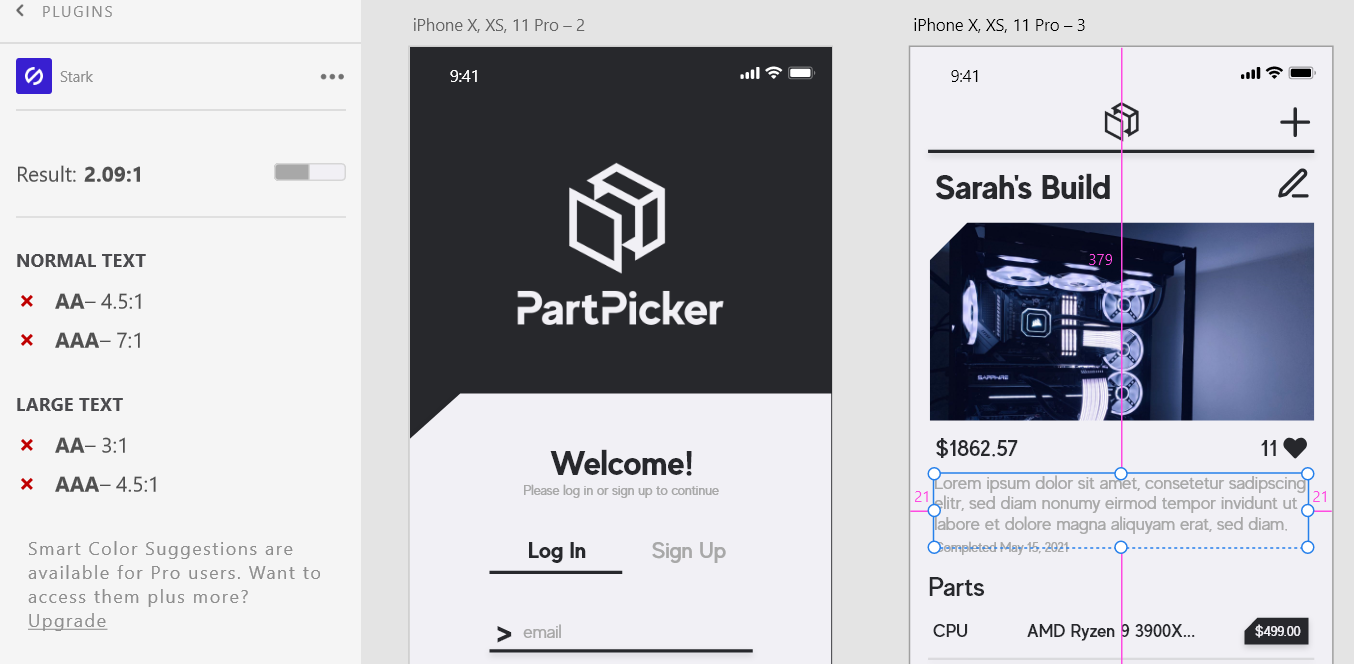 PLUGINS
Stark
Result: 2.09:1
NORMAL TEXT
AA– 4.5:1
AAA– 7:1
LARGE TEXT
AA– 3:1
AAA– 4.5:1
Smart Color Suggestions are
available for Pro users. Want to
access them plus more?
Upgrade
iPhone X, XS, 11 Pro – 2
9:41
PartPicker
Welcome!
Please log in or sign up to continue
Log In
Sign Up
> email
iPhone X, XS, 11 Pro – 3
9:41
Sarah's Build
379
SAPPHIRE
$1862.57
11
Lorem ipsum dolor sit amet, consetetur sadipscing
21
21
elitr, sed diam nonumy eirmod tempor invidunt ut
labore et dolore magna aliquyam erat, sed diam.
Completed May 15, 2021
Parts
CPU
AMD Ryzen 9 3900X...
$499.00